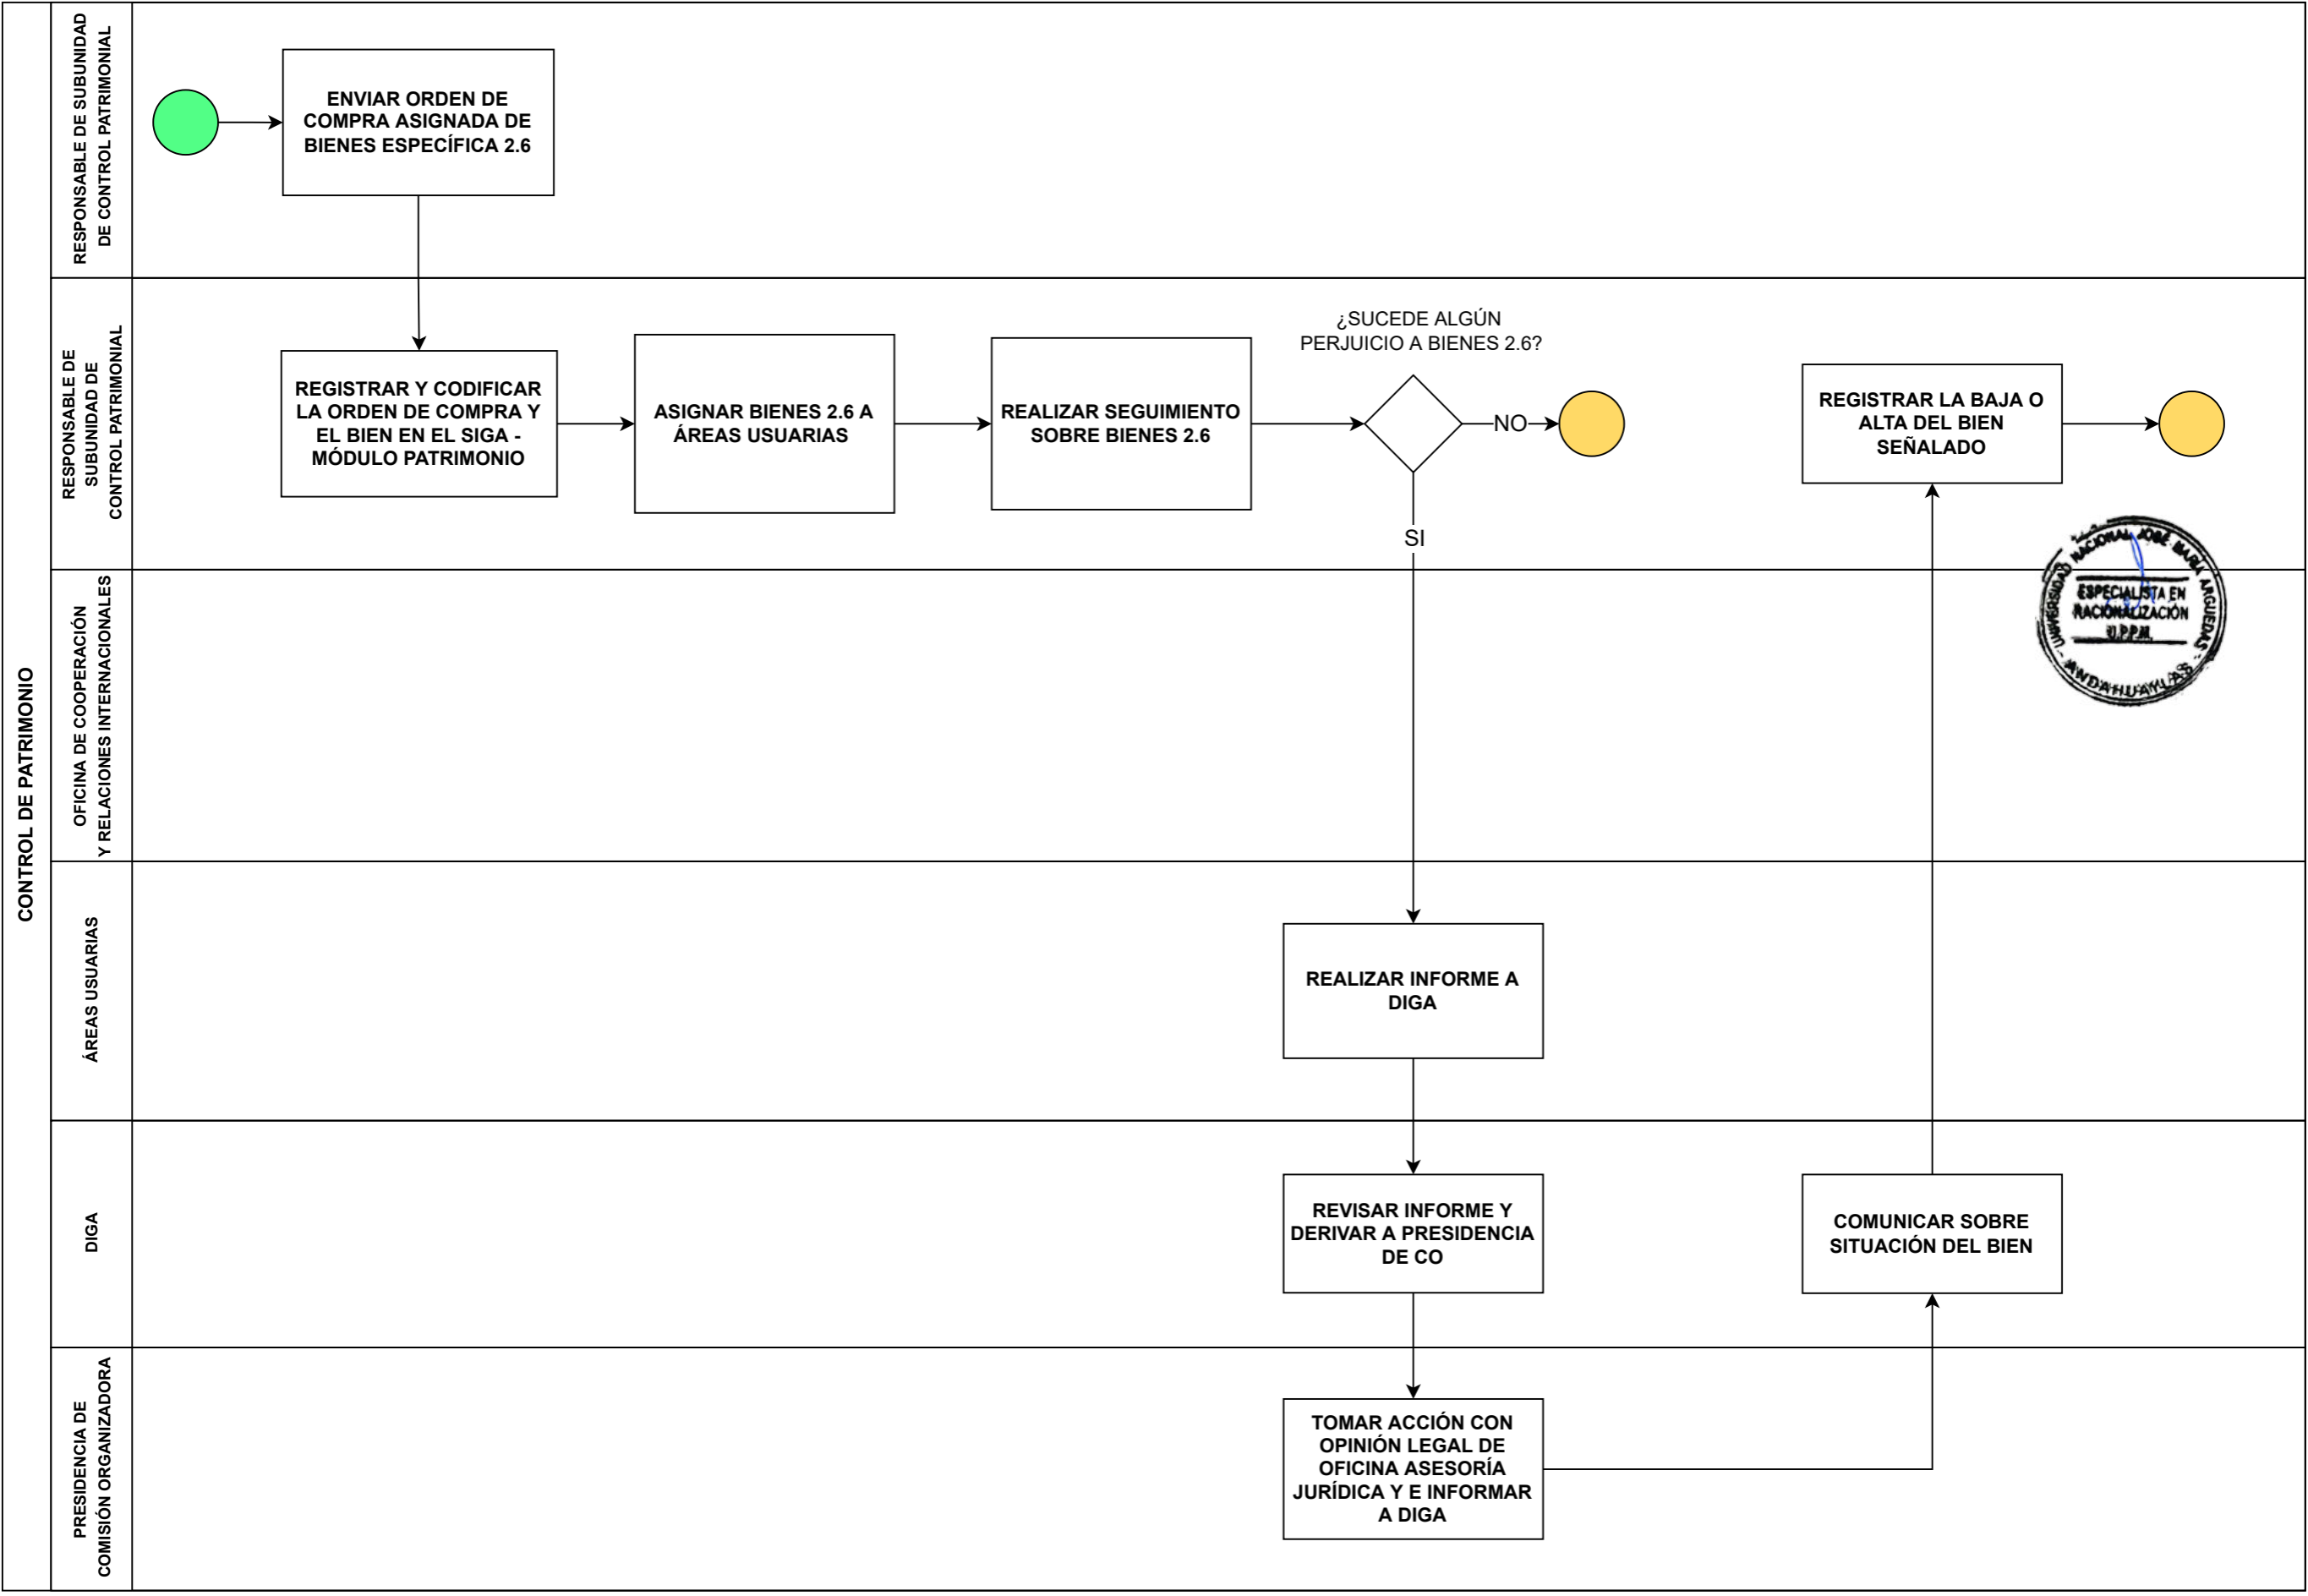 CONTROL DE PATRIMONIO
RESPONSABLE DE SUBUNIDAD
DE CONTROL PATRIMONIAL
ENVIAR ORDEN DE
COMPRA ASIGNADA DE
BIENES ESPECÍFICA 2.6
RESPONSABLE DE
SUBUNIDAD DE
CONTROL PATRIMONIAL
REGISTRAR Y CODIFICAR
LA ORDEN DE COMPRA Y
EL BIEN EN EL SIGA -
MÓDULO PATRIMONIO
ASIGNAR BIENES 2.6 A
ÁREAS USUARIAS
REALIZAR SEGUIMIENTO
SOBRE BIENES 2.6
¿SUCEDE ALGÚN
PERJUICIO A BIENES 2.6?
NO
SI
REGISTRAR LA BAJA O
ALTA DEL BIEN
SEÑALADO
UNIVERSIDAD NACIONAL JOSÉ MARÍA ARGUEDAS
ESPECIALISTA EN
RACIONALIZACIÓN
U.P.P.M.
- ANDAHUAYLAS -
OFICINA DE COOPERACIÓN
Y RELACIONES INTERNACIONALES
ÁREAS USUARIAS
REALIZAR INFORME A
DIGA
DIGA
REVISAR INFORME Y
DERIVAR A PRESIDENCIA
DE CO
COMUNICAR SOBRE
SITUACIÓN DEL BIEN
PRESIDENCIA DE
COMISIÓN ORGANIZADORA
TOMAR ACCIÓN CON
OPINIÓN LEGAL DE
OFICINA ASESORÍA
JURÍDICA Y E INFORMAR
A DIGA